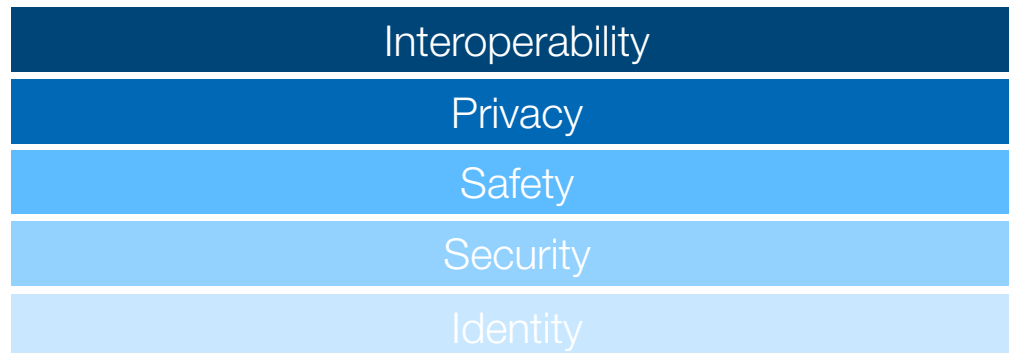 Interoperability
Privacy
Safety
Security
Identity